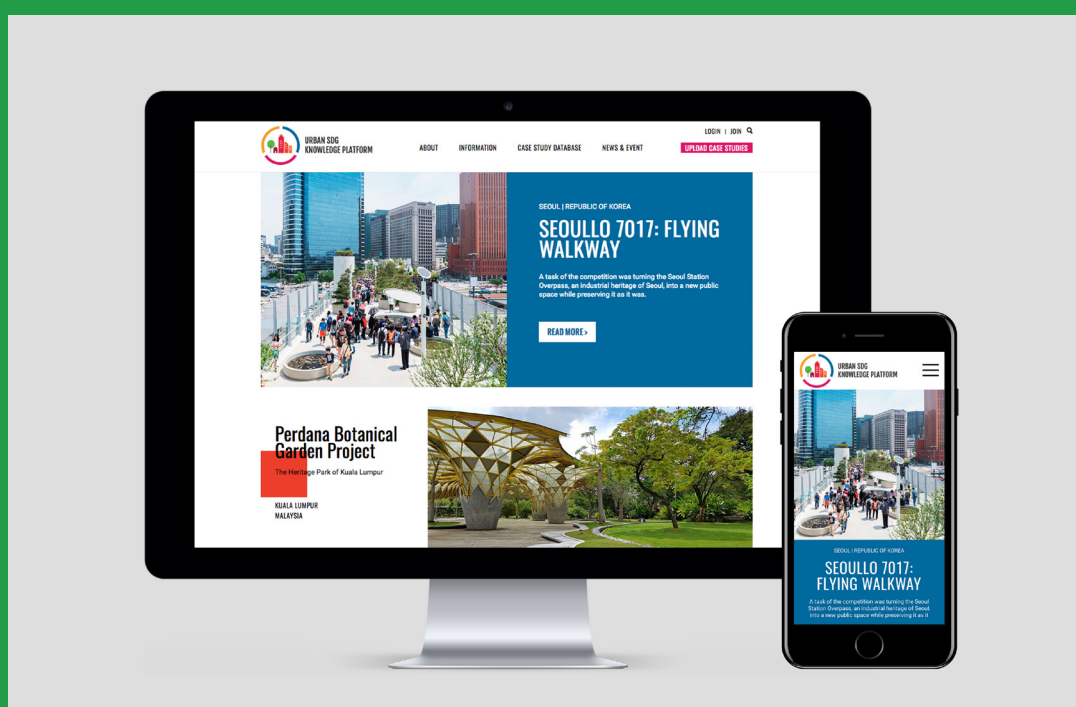 URBAN SDG
KNOWLEDGE PLATFORM
ABOUT
INFORMATION
CASE STUDY DATABASE
NEWS & EVENT
LOGIN | JOIN
UPLOAD CASE STUDIES
SEOUL | REPUBLIC OF KOREA
SEOULLO 7017: FLYING
WALKWAY
A task of the competition was turning the Seoul Station
Overpass, an industrial heritage of Seoul, into a new public
space while preserving it as it was.
READ MORE >
Perdana Botanical
Garden Project
The Heritage Park of Kuala Lumpur
KUALA LUMPUR
MALAYSIA
URBAN SDG
KNOWLEDGE PLATFORM
SEOUL | REPUBLIC OF KOREA
SEOULLO 7017:
FLYING WALKWAY
A task of the competition was turning the Seoul
Station Overpass, an industrial heritage of Seoul,
into a new public space while preserving it as it